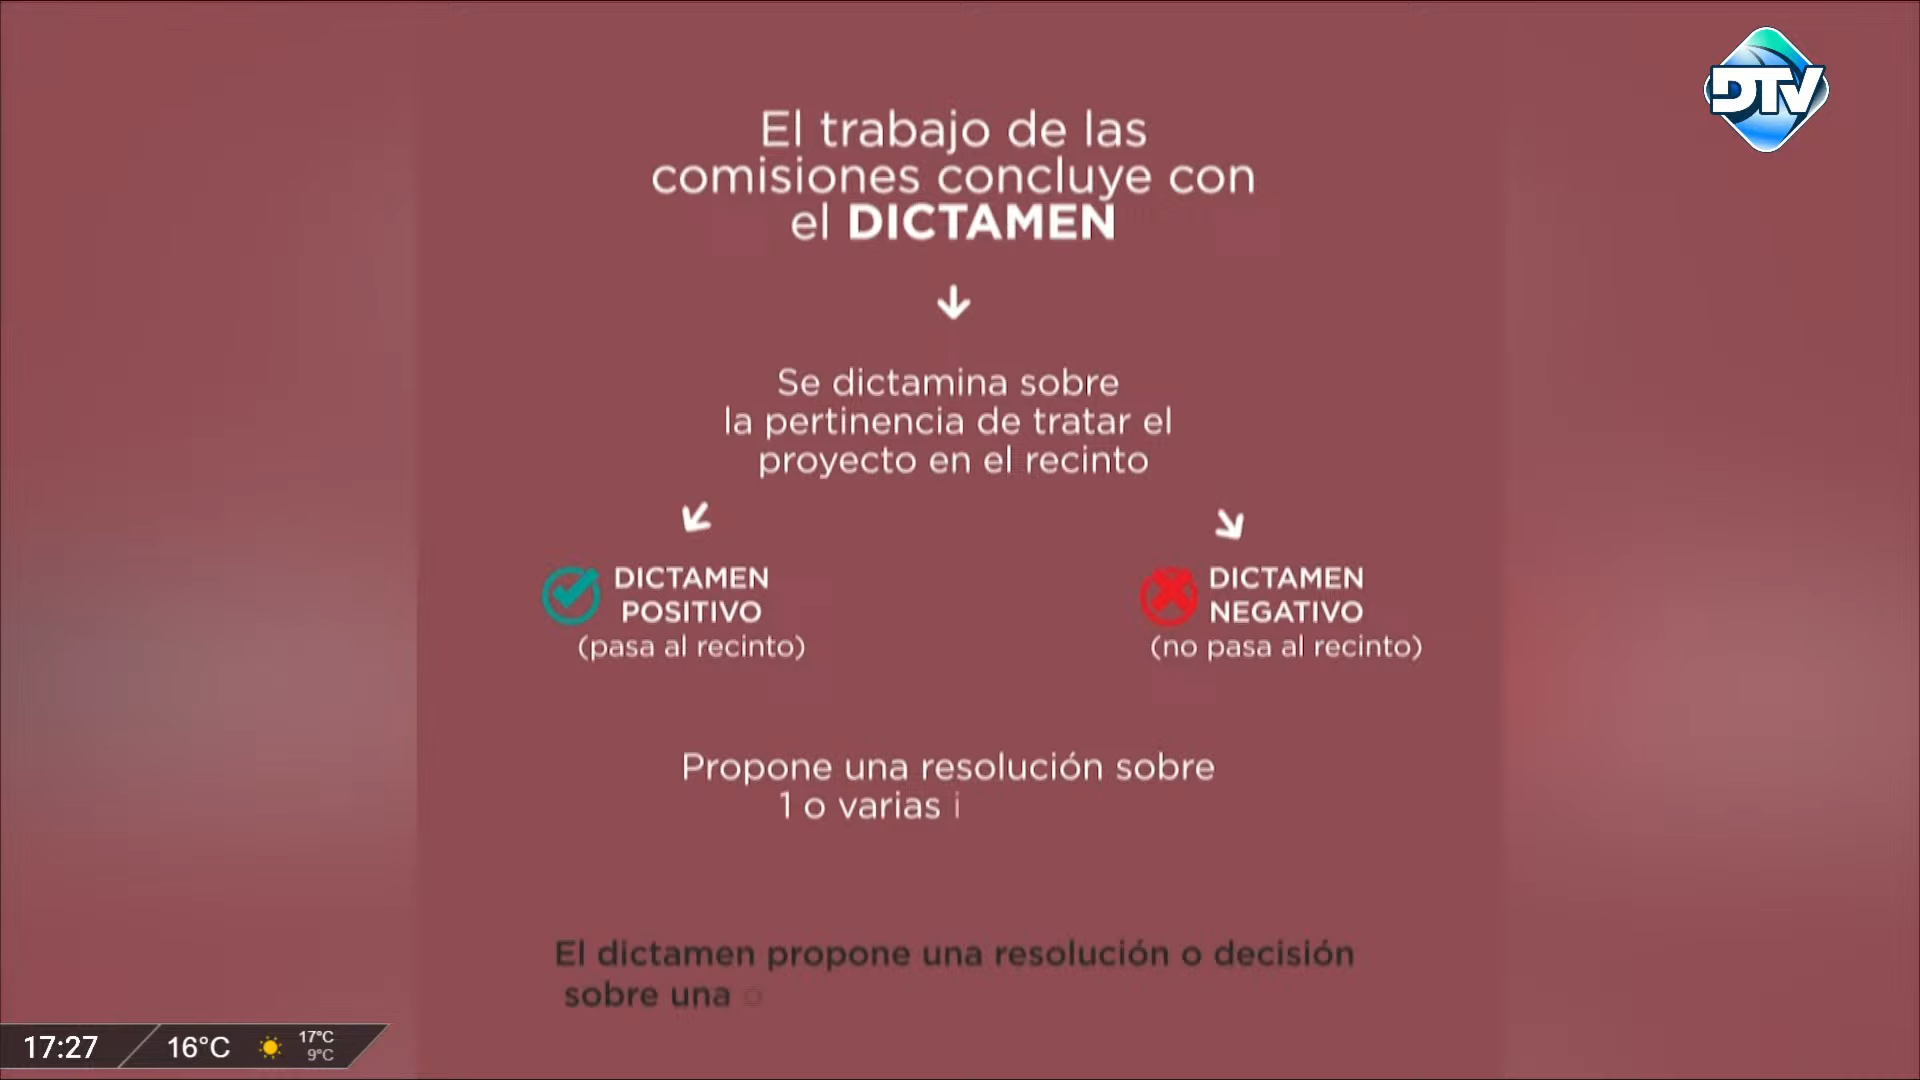 DTV
El trabajo de las
comisiones concluye con
el DICTAMEN
Se dictamina sobre
la pertinencia de tratar el
proyecto en el recinto
DICTAMEN
POSITIVO
(pasa al recinto)
DICTAMEN
NEGATIVO
(no pasa al recinto)
Propone una resolución sobre
1 o varias i
El dictamen propone una resolución o decisión
sobre una o
17:27 16°C 17°C
9°C